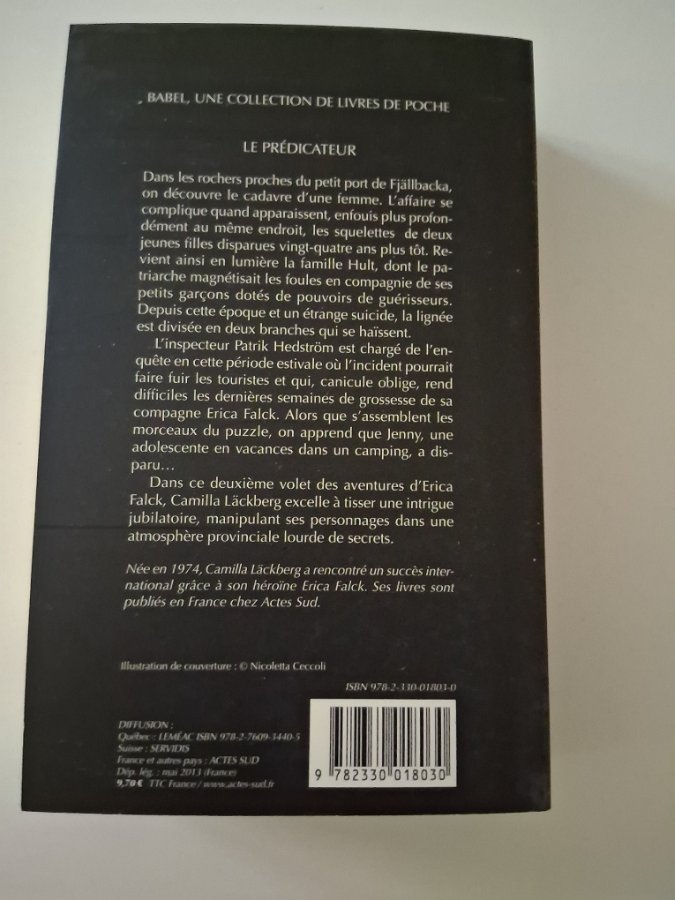 BABEL, UNE COLLECTION DE LIVRES DE POCHE
LE PRÉDICATEUR
Dans les rochers proches du petit port de Fjällbacka,
on découvre le cadavre d'une femme. L'affaire se
complique quand apparaissent, enfouis plus profon-
dément au même endroit, les squelettes de deux
jeunes filles disparues vingt-quatre ans plus tôt. Re-
vient ainsi en lumière la famille Hult, dont le pa-
triarche magnétisait les foules en compagnie de ses
petits garçons dotés de pouvoirs de guérisseurs.
Depuis cette époque et un étrange suicide, la lignée
est divisée en deux branches qui se haïssent.
L'inspecteur Patrik Hedström est chargé de l'en-
quête en cette période estivale où l'incident pourrait
faire fuir les touristes et qui, canicule oblige, rend
difficiles les dernières semaines de grossesse de sa
compagne Erica Falck. Alors que s'assemblent les
morceaux du puzzle, on apprend que Jenny, une
adolescente en vacances dans un camping, a dis-
paru...
Dans ce deuxième volet des aventures d'Erica
Falck, Camilla Läckberg excelle à tisser une intrigue
jubilatoire, manipulant ses personnages dans une
atmosphère provinciale lourde de secrets.
Née en 1974, Camilla Läckberg a rencontré un succès inter-
national grâce à son héroïne Erica Falck. Ses livres sont
publiés en France chez Actes Sud.
Illustration de couverture : © Nicoletta Ceccoli
ISBN 978-2-330-01803-0
DIFFUSION :
Québec : LEMÉAC ISBN 978-2-7609-3440-5
Suisse : SERVIDIS
France et autres pays : ACTES SUD
Dép. lég. : mai 2013 (France)
9,70 € TTC France / www.actes-sud.fr
9 782330 018030